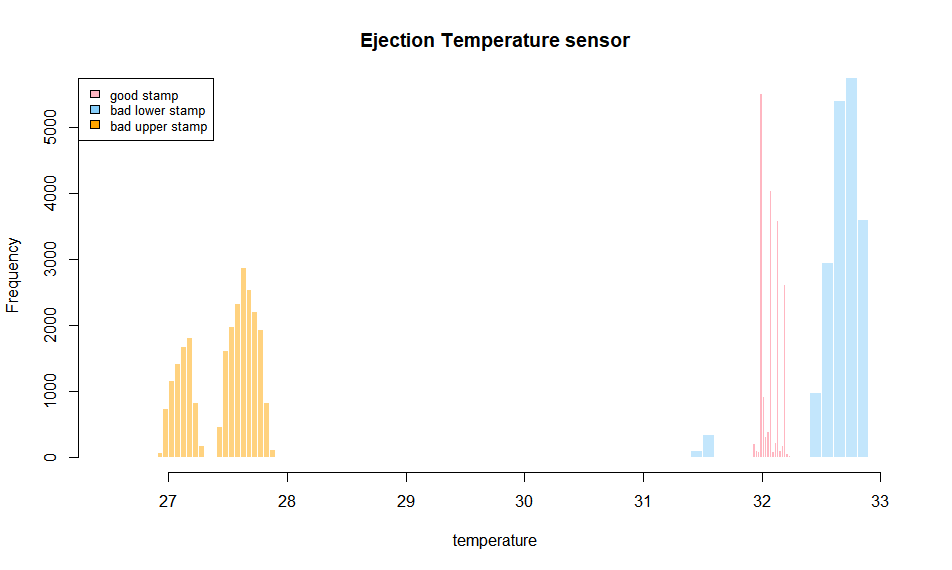 Ejection Temperature sensor
good stamp
bad lower stamp
bad upper stamp
Frequency
5000
4000
3000
2000
1000
0
27 28 29 30 31 32 33
temperature